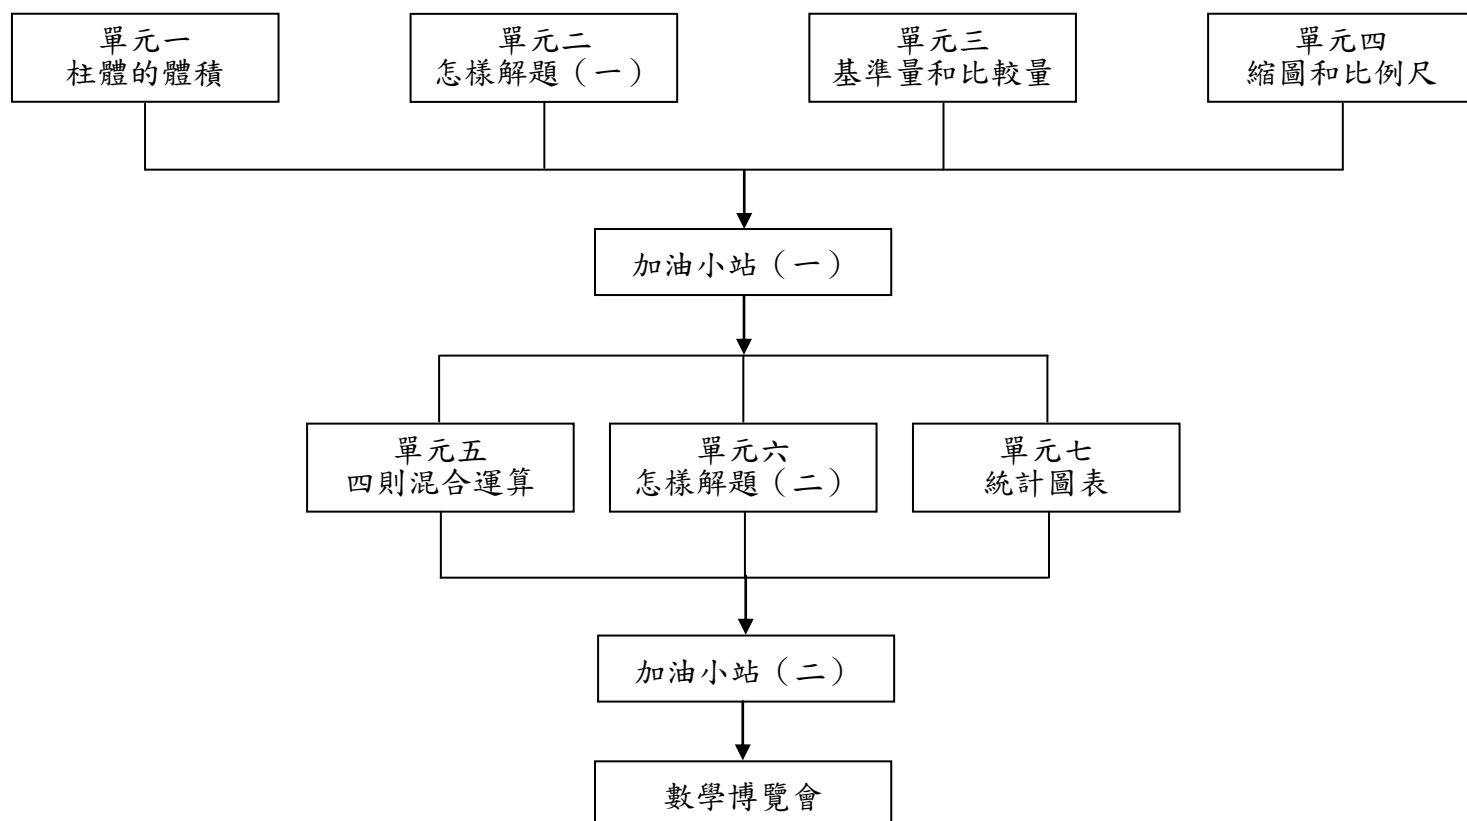 單元一
柱體的體積
單元二
怎樣解題（一）
單元三
基準量和比較量
單元四
縮圖和比例尺
加油小站（一）
單元五
四則混合運算
單元六
怎樣解題（二）
單元七
統計圖表
加油小站（二）
數學博覽會